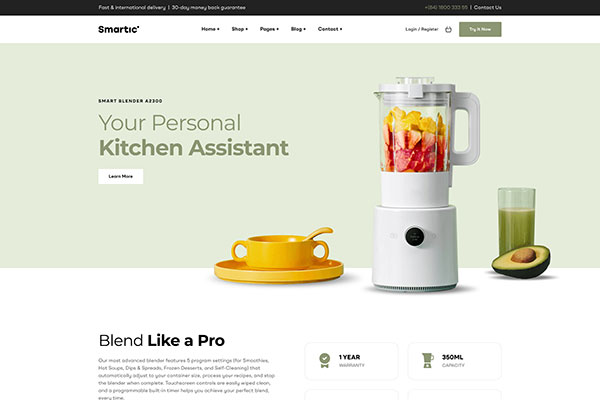 Fast & international delivery | 30-day money back guarantee
+(84) 1800 333 55 | Contact Us
Smartic
Home Shop Pages Blog Contact
Login / Register
Try It Now
SMART BLENDER A2300
Your Personal
Kitchen Assistant
Learn More
Blend Like a Pro
Our most advanced blender features 5 program settings (for Smoothies,
Hot Soups, Dips & Spreads, Frozen Desserts, and Self-Cleaning) that
automatically adjust to your container size, process your recipes, and stop
the blender when complete. Touchscreen controls are easily wiped clean,
and a programmable built-in timer helps you achieve your perfect blend,
every time.
1 YEAR
WARRANTY
350ML
CAPACITY